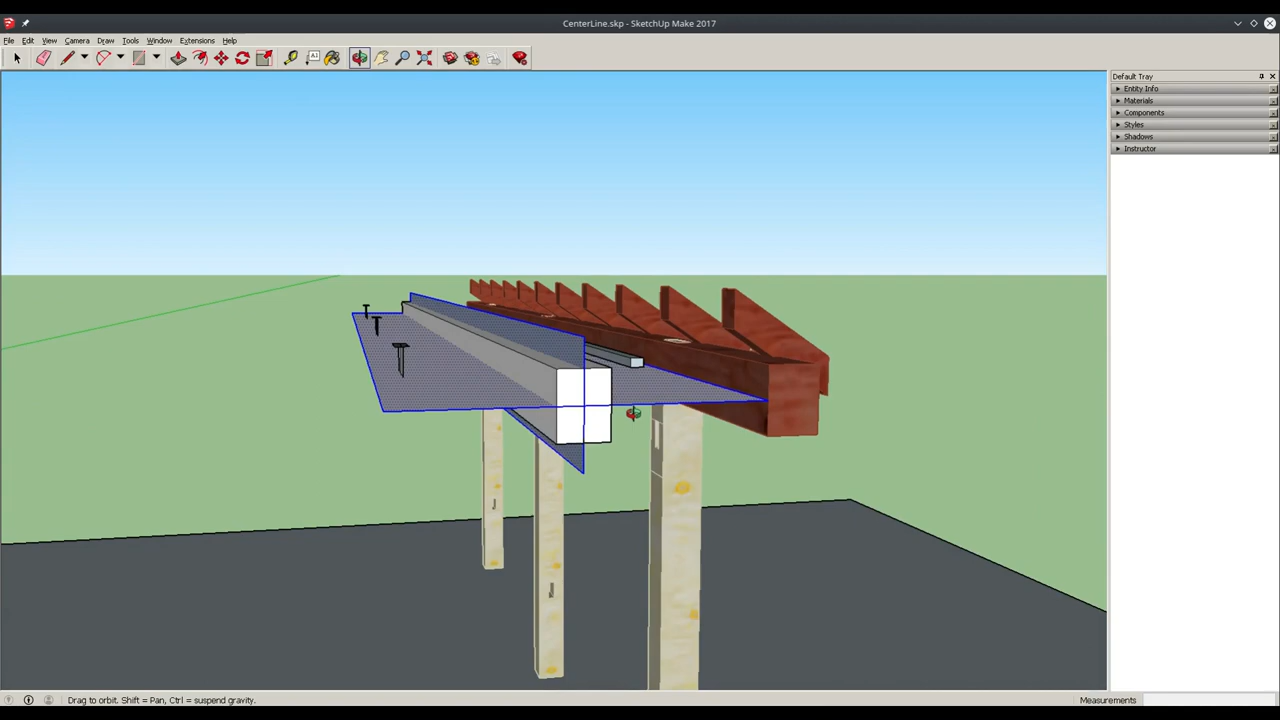 CenterLine.skp - SketchUp Make 2017
File Edit View Camera Draw Tools Window Extensions Help
A1
Default Tray
Entity Info
Materials
Components
Styles
Shadows
Instructor
Drag to orbit. Shift = Pan, Ctrl = suspend gravity.
Measurements